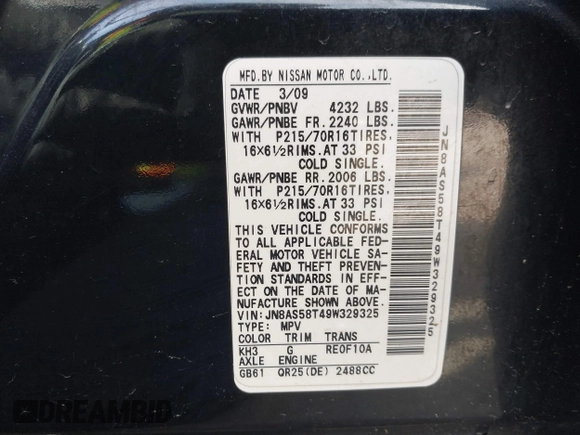 MFD.BY NISSAN MOTOR CO.,LTD.
DATE 3/09
GVWR/PNBV 4232 LBS.
GAWR/PNBE FR. 2240 LBS.
WITH P215/70R16TIRES,
16X6½RIMS.AT 33 PSI
COLD SINGLE.
GAWR/PNBE RR. 2006 LBS.
WITH P215/70R16TIRES,
16X6½RIMS.AT 33 PSI
COLD SINGLE.
THIS VEHICLE CONFORMS
TO ALL APPLICABLE FED-
ERAL MOTOR VEHICLE SA-
FETY AND THEFT PREVEN-
TION STANDARDS IN EFF-
ECT ON THE DATE OF MA-
NUFACTURE SHOWN ABOVE.
VIN:JN8AS58T49W329325
TYPE: MPV
COLOR TRIM TRANS
KH3 G RE0F10A
AXLE ENGINE
GB61 QR25(DE) 2488CC
JN8AS58T49W329325
DREAMBID